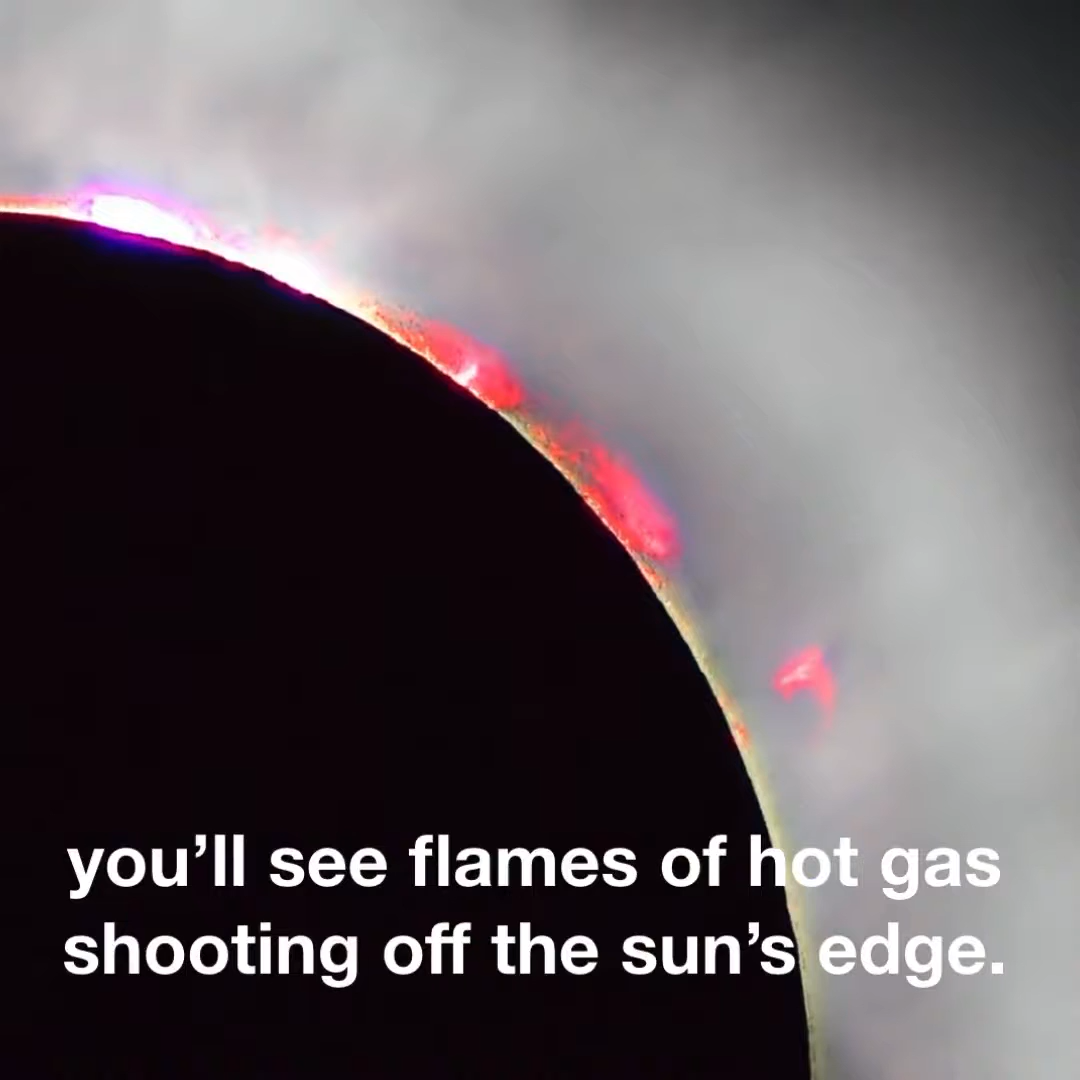 you’ll see flames of hot gas
shooting off the sun’s edge.